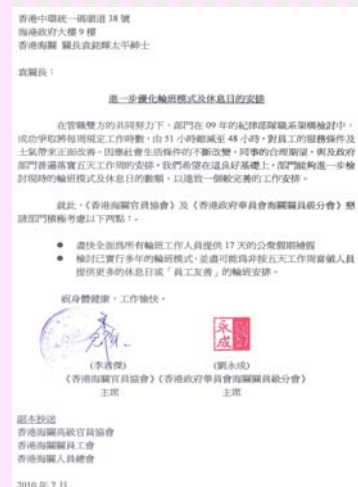 香港中環統一碼頭道 38 號
海港政府大樓 9 樓
香港海關 關長袁銘輝太平紳士
袁關長：
進一步優化輪班模式及休息日的安排
在管職雙方的共同努力下，部門在 09 年的紀律部隊職系架構檢討中，
成功爭取將每周規定工作時數，由 51 小時縮減至 48 小時，對員工的服務條件及
士氣帶來正面改善。因應社會生活條件的不斷改變、同事的合理期望，與及政府
部門普遍落實五天工作周的安排，我們希望在這良好基礎上，部門能夠進一步檢
討現時的輪班模式及休息日的數額，以達致一個較完善的工作安排。
就此，《香港海關官員協會》及《香港政府華員會海關關員級分會》懇
請部門積極考慮以下兩點：-
● 盡快全面為所有輪班工作人員提供 17 天的公眾假期補假
● 檢討已實行多年的輪班模式，並盡可能為非按五天工作周當值人員
提供更多的休息日或「員工友善」的輪班安排。
祝身體健康，工作愉快。
永成
(李君傑) (劉永成)
《香港海關官員協會》《香港政府華員會海關關員級分會》
主席 主席
副本抄送
香港海關高級官員協會
香港海關關員工會
香港海關人員總會
2010 年 7 月